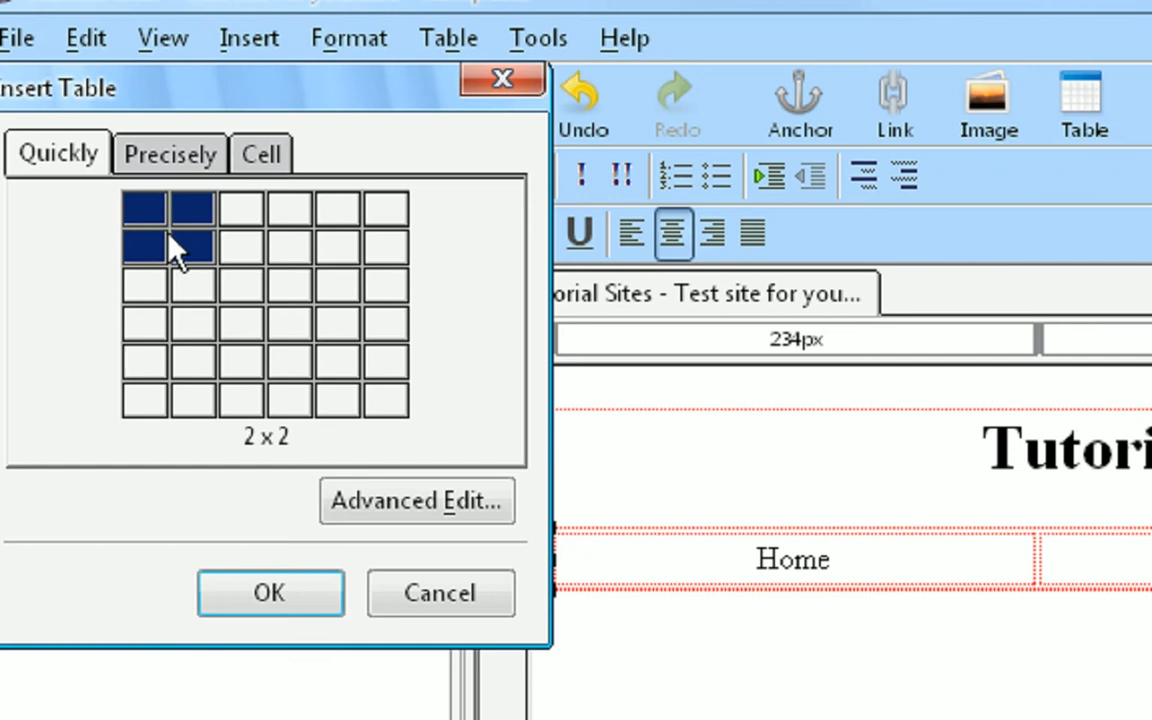 File Edit View Insert Format Table Tools Help
nsert Table
Undo Redo Anchor Link Image Table
Quickly Precisely Cell
! !!
U
orial Sites - Test site for you...
234px
2 x 2
Tutori
Advanced Edit...
Home
OK Cancel